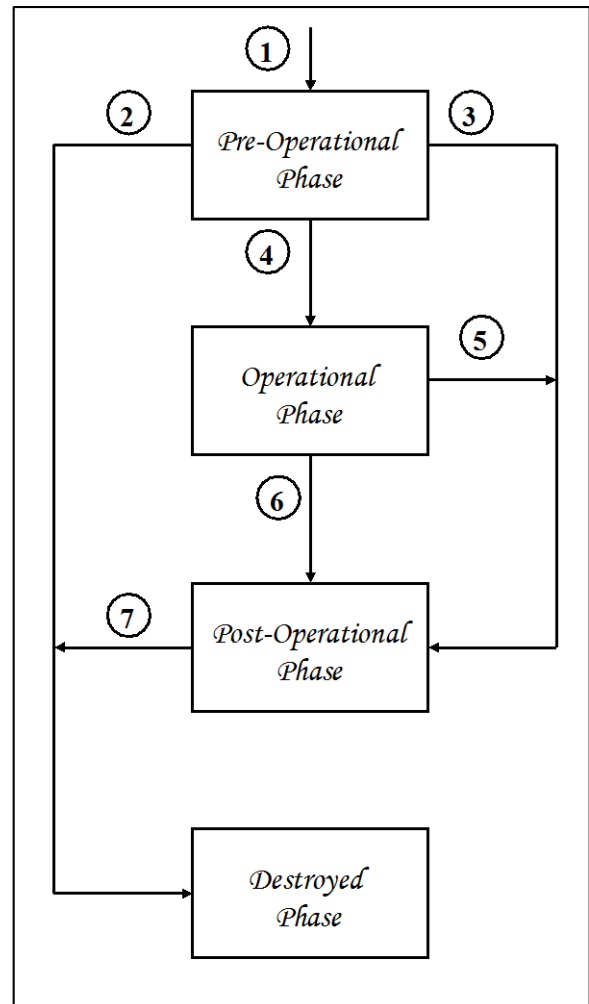 1
2
3
Pre-Operational
Phase
4
5
Operational
Phase
6
7
Post-Operational
Phase
Destroyed
Phase